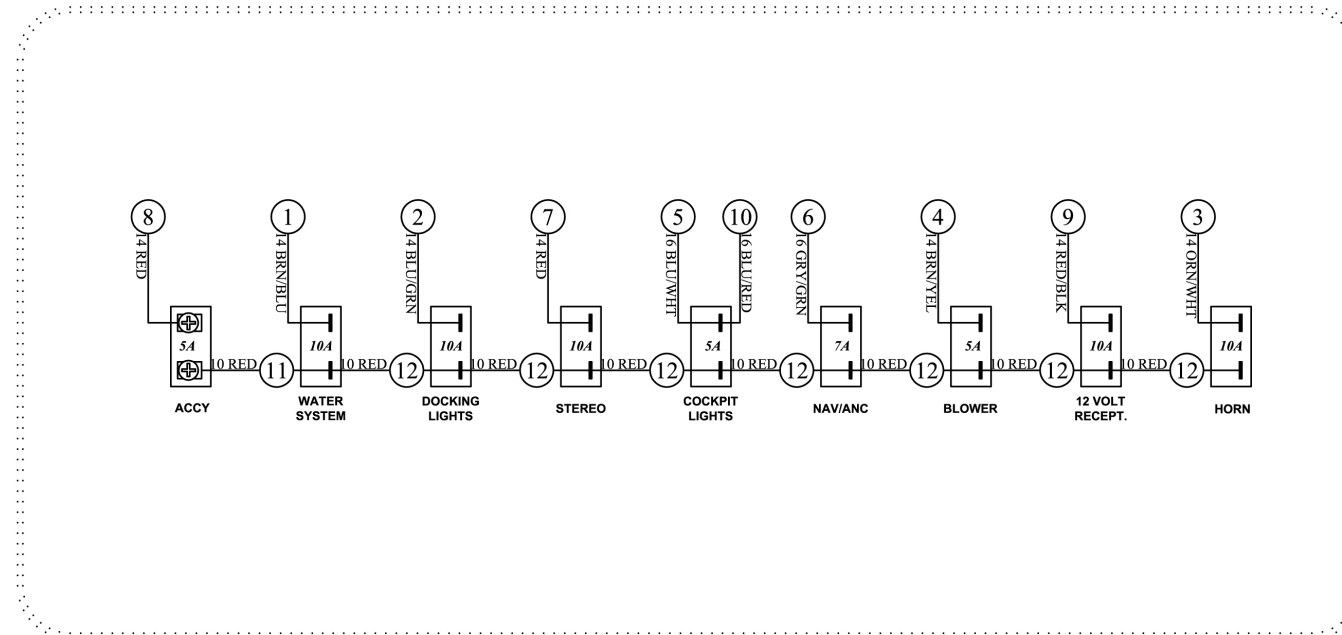 8 1 2 7 5 10 6 4 9 3
14 RED
14 BRN/BLU
14 BLU/GRN
14 RED
16 BLU/WHT
16 BLU/RED
16 GRY/GRN
14 BRN/YEL
14 RED/BLK
14 ORN/WHT
5A 10A 10A 10A 5A 7A 5A 10A 10A
10 RED 11 10 RED 12 10 RED 12 10 RED 12 10 RED 12 10 RED 12 10 RED 12 10 RED 12
ACCY
WATER
SYSTEM
DOCKING
LIGHTS
STEREO
COCKPIT
LIGHTS
NAV/ANC
BLOWER
12 VOLT
RECEPT.
HORN